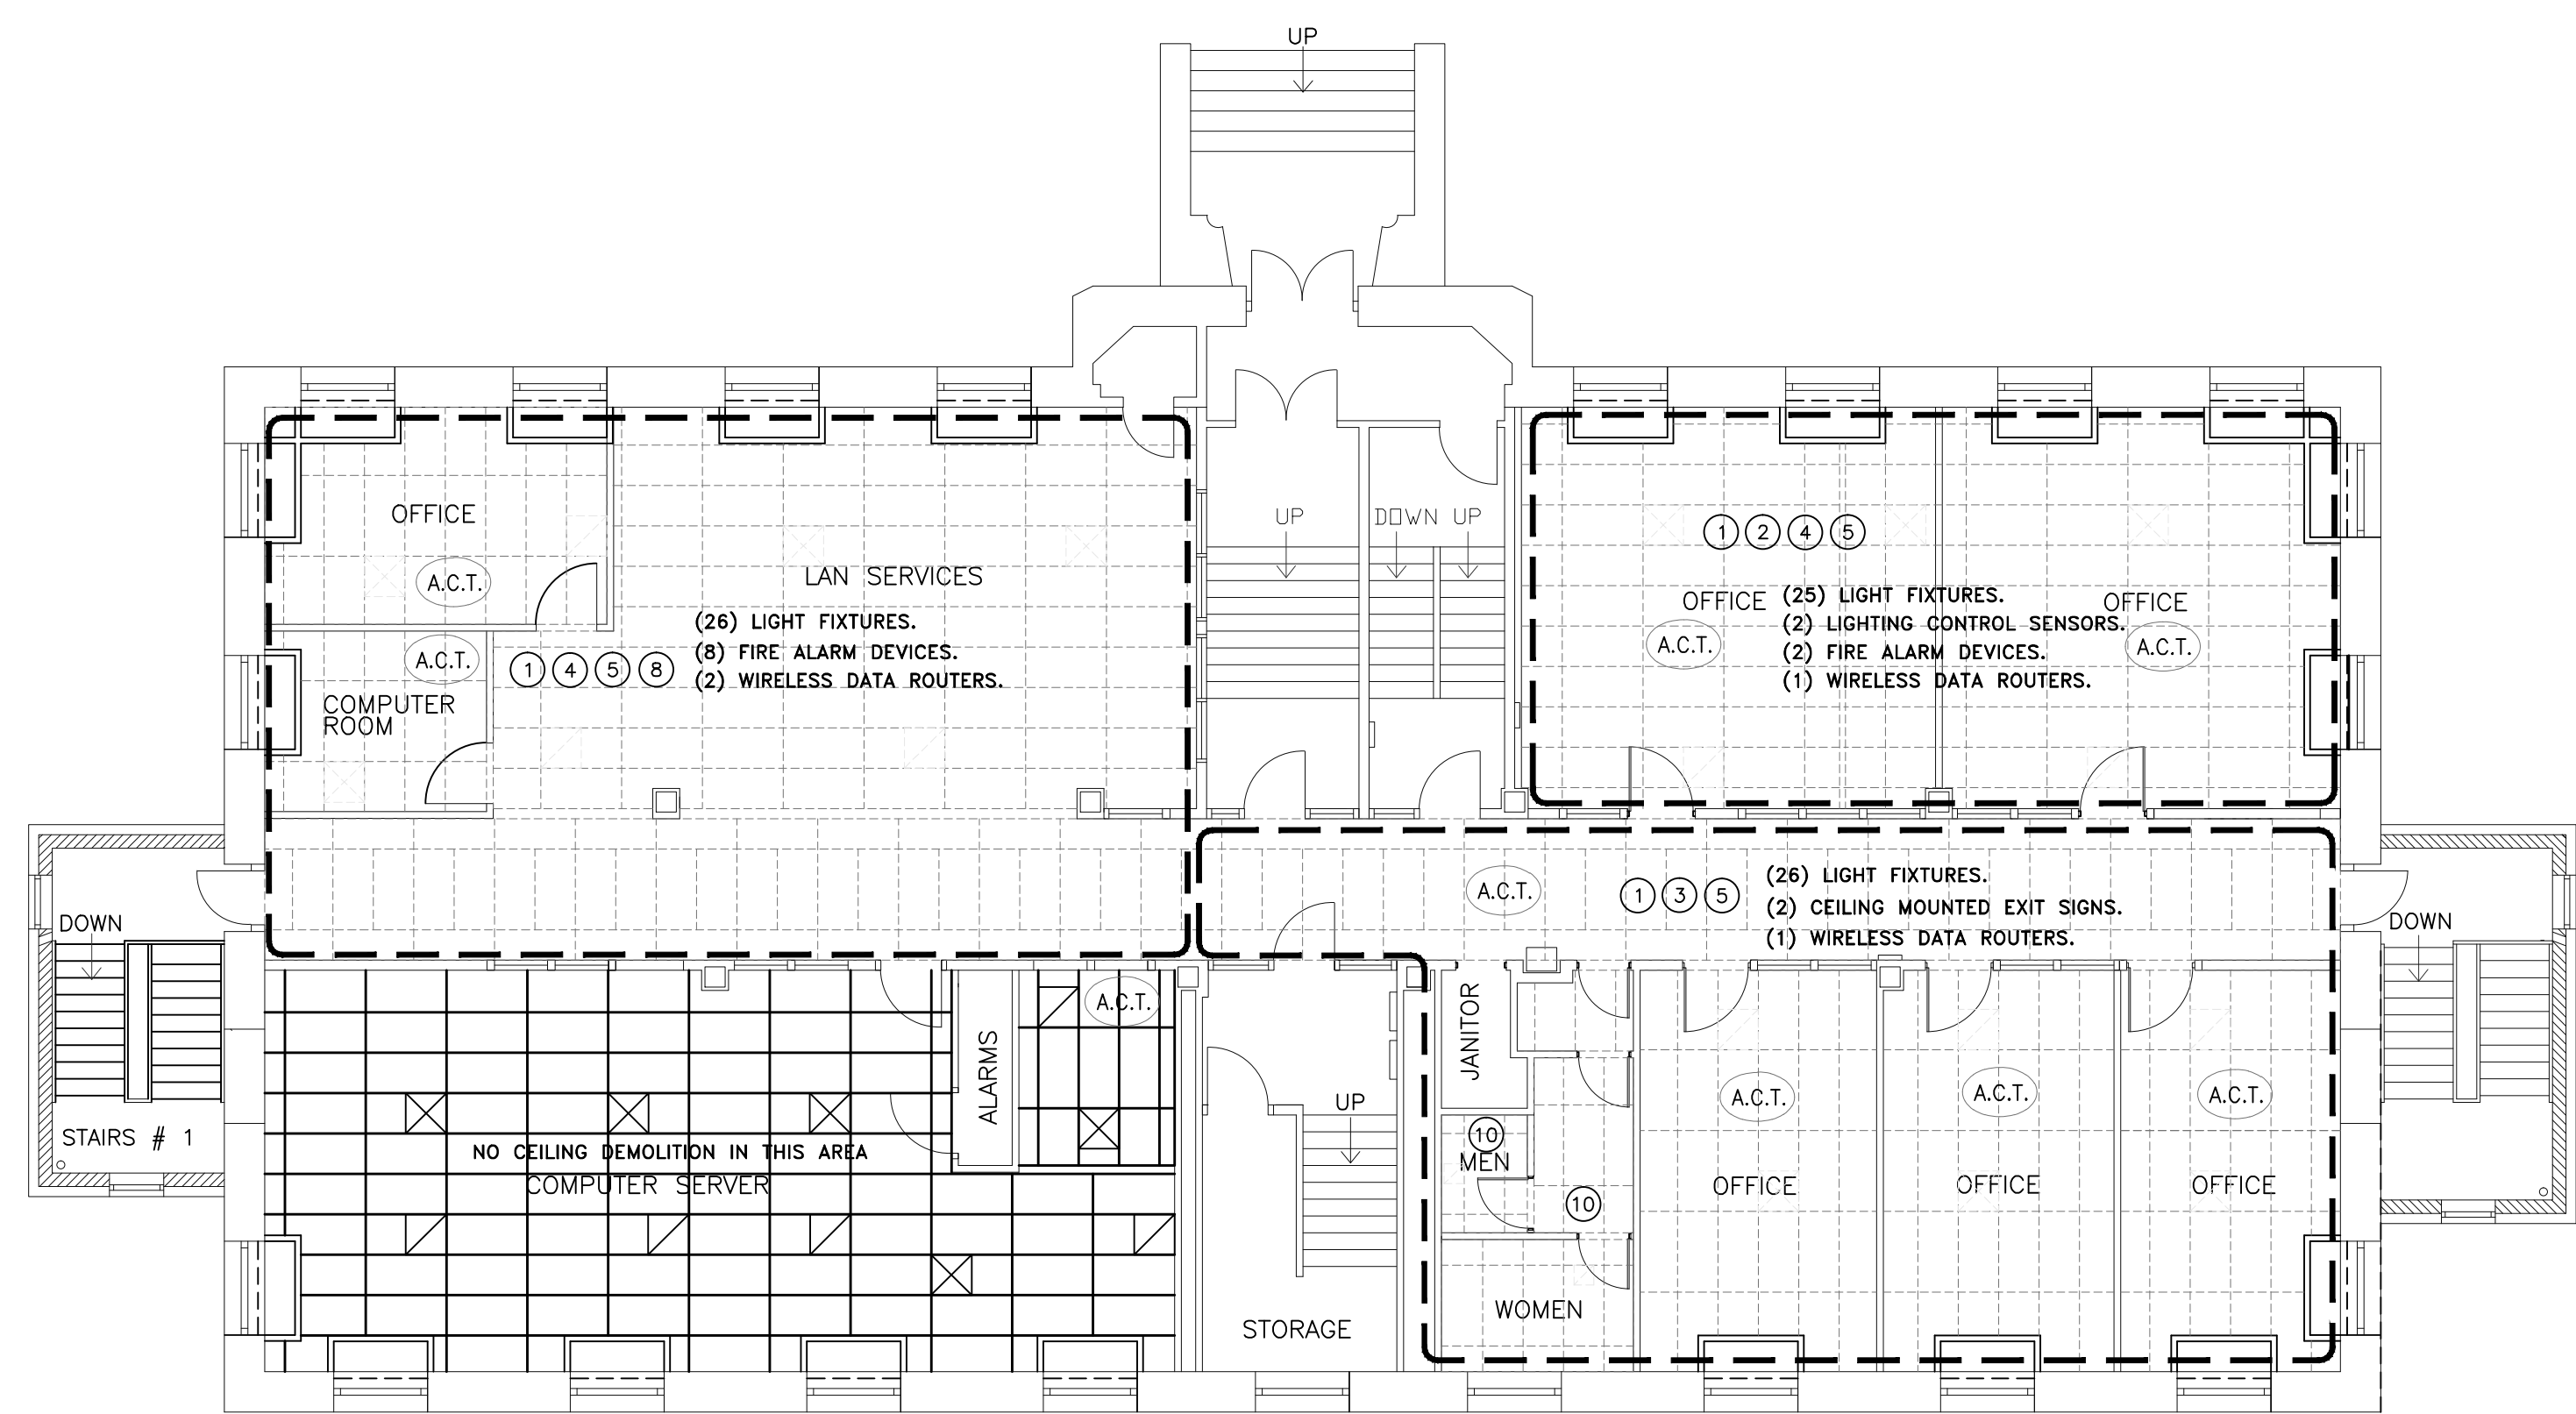 UP
OFFICE
A.C.T.
LAN SERVICES
(26) LIGHT FIXTURES.
(8) FIRE ALARM DEVICES.
(2) WIRELESS DATA ROUTERS.
1 4 5 8
A.C.T.
COMPUTER
ROOM
UP
DOWN UP
1 2 4 5
OFFICE
A.C.T.
(25) LIGHT FIXTURES.
(2) LIGHTING CONTROL SENSORS.
(2) FIRE ALARM DEVICES.
(1) WIRELESS DATA ROUTERS.
OFFICE
A.C.T.
A.C.T.
1 3 5
(26) LIGHT FIXTURES.
(2) CEILING MOUNTED EXIT SIGNS.
(1) WIRELESS DATA ROUTERS.
DOWN
DOWN
STAIRS # 1
A.C.T.
ALARMS
NO CEILING DEMOLITION IN THIS AREA
COMPUTER SERVER
UP
STORAGE
JANITOR
10
MEN
10
WOMEN
A.C.T.
OFFICE
A.C.T.
OFFICE
A.C.T.
OFFICE